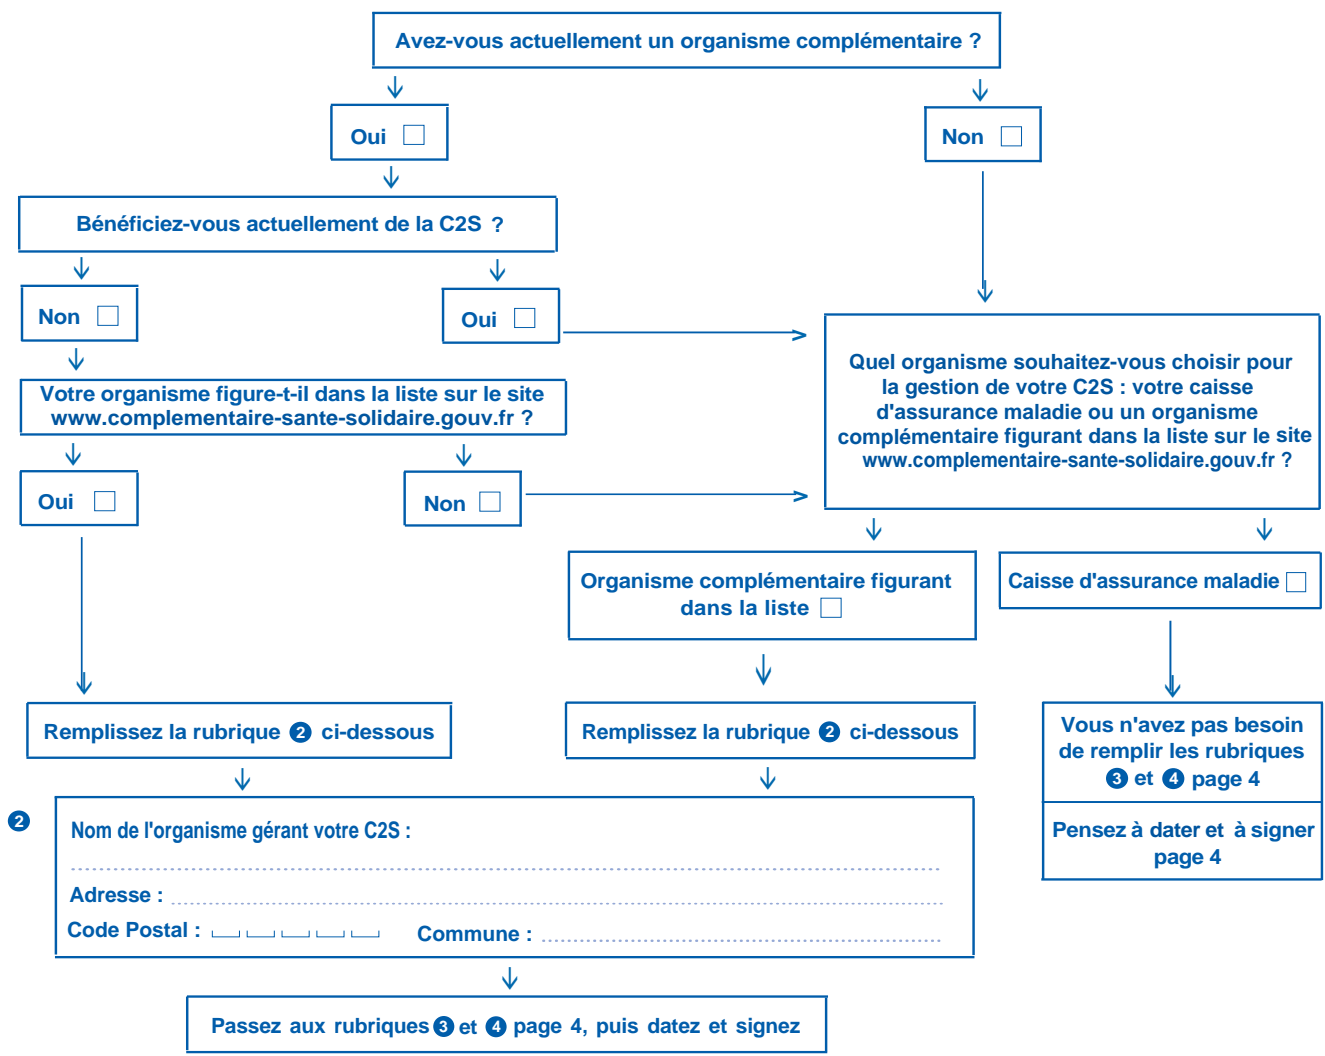 Avez-vous actuellement un organisme complémentaire ?
Oui
Non
Bénéficiez-vous actuellement de la C2S ?
Non
Oui
Votre organisme figure-t-il dans la liste sur le site
www.complementaire-sante-solidaire.gouv.fr ?
Quel organisme souhaitez-vous choisir pour
la gestion de votre C2S : votre caisse
d'assurance maladie ou un organisme
complémentaire figurant dans la liste sur le site
www.complementaire-sante-solidaire.gouv.fr ?
Oui
Non
Organisme complémentaire figurant
dans la liste
Caisse d'assurance maladie
Remplissez la rubrique 2 ci-dessous
Remplissez la rubrique 2 ci-dessous
Vous n'avez pas besoin
de remplir les rubriques
3 et 4 page 4
Pensez à dater et à signer
page 4
2
Nom de l'organisme gérant votre C2S :
Adresse :
Code Postal :
Commune :
Passez aux rubriques 3 et 4 page 4, puis datez et signez